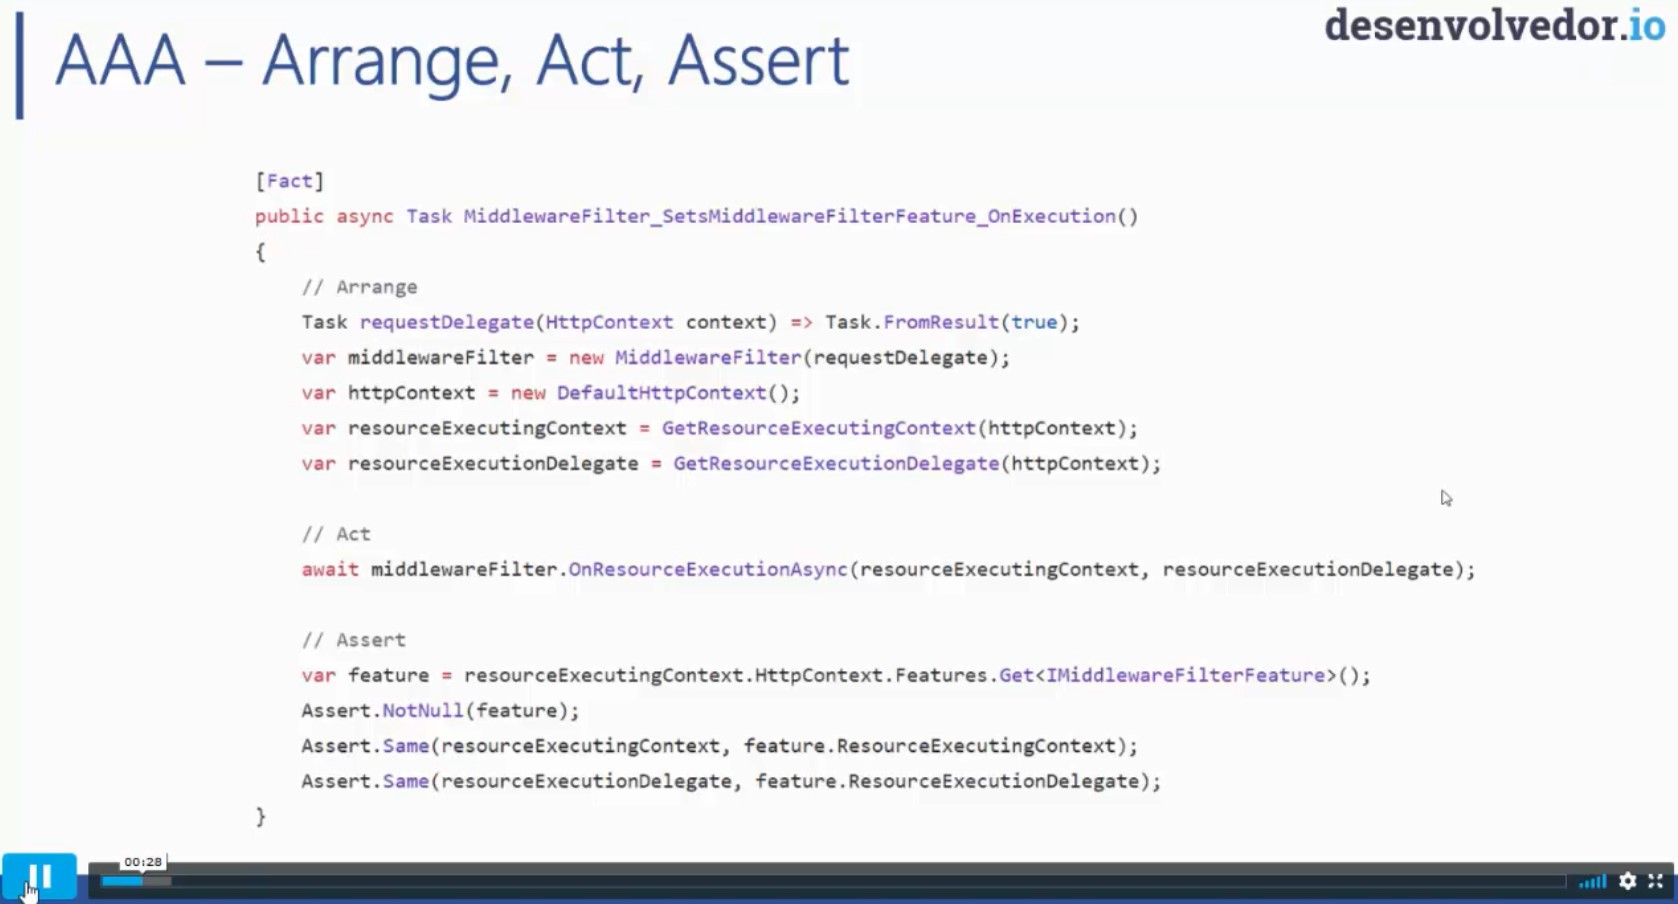 desenvolvedor.io
AAA – Arrange, Act, Assert
[Fact]
public async Task MiddlewareFilter_SetsMiddlewareFilterFeature_OnExecution()
{
    // Arrange
    Task requestDelegate(HttpContext context) => Task.FromResult(true);
    var middlewareFilter = new MiddlewareFilter(requestDelegate);
    var httpContext = new DefaultHttpContext();
    var resourceExecutingContext = GetResourceExecutingContext(httpContext);
    var resourceExecutionDelegate = GetResourceExecutionDelegate(httpContext);
    // Act
    await middlewareFilter.OnResourceExecutionAsync(resourceExecutingContext, resourceExecutionDelegate);
    // Assert
    var feature = resourceExecutingContext.HttpContext.Features.Get<IMiddlewareFilterFeature>();
    Assert.NotNull(feature);
    Assert.Same(resourceExecutingContext, feature.ResourceExecutingContext);
    Assert.Same(resourceExecutionDelegate, feature.ResourceExecutionDelegate);
}
00:28